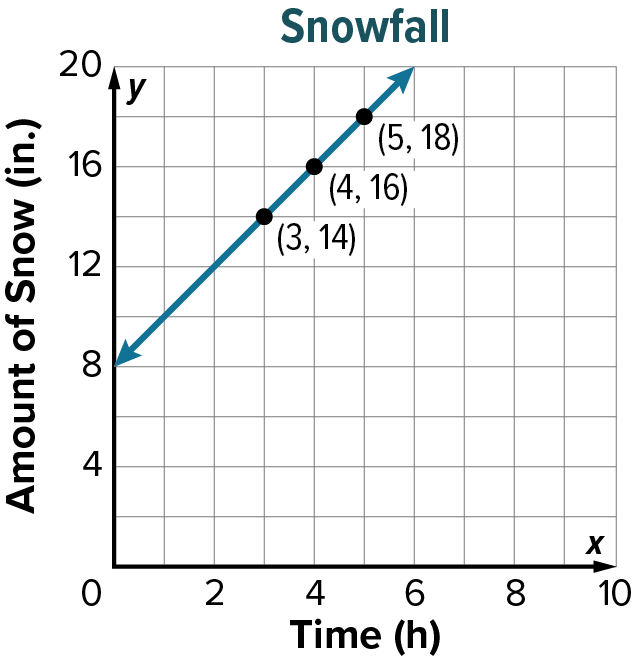 Snowfall
20
y
(5, 18)
16
(4, 16)
(3, 14)
12
Amount of Snow (in.)
8
4
x
0 2 4 6 8 10
Time (h)